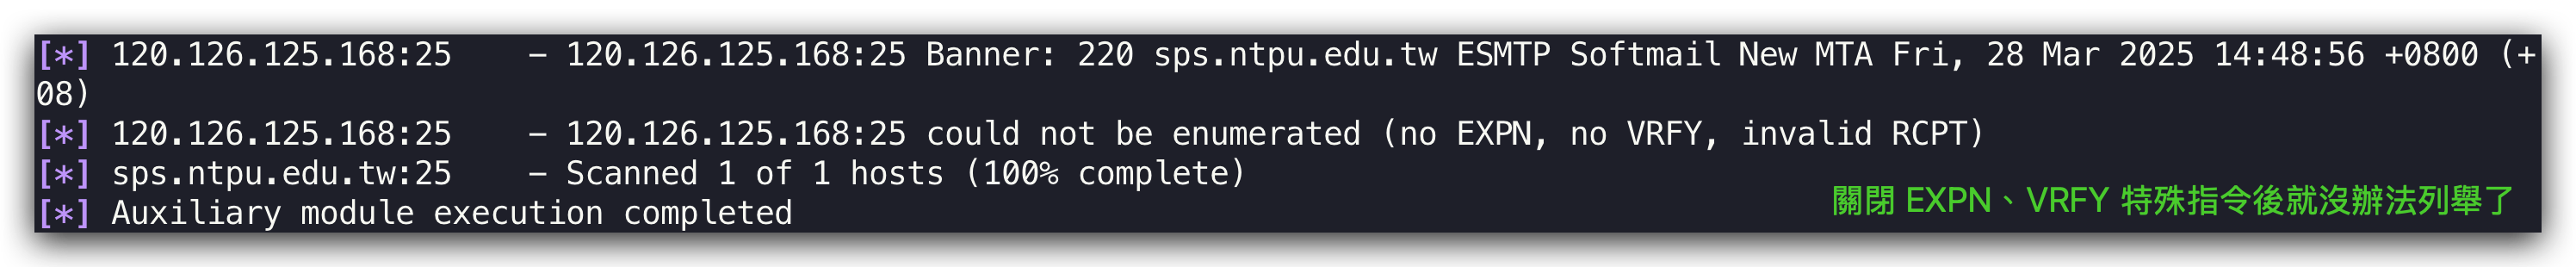 [*] 120.126.125.168:25    - 120.126.125.168:25 Banner: 220 sps.ntpu.edu.tw ESMTP Softmail New MTA Fri, 28 Mar 2025 14:48:56 +0800 (+
08)
[*] 120.126.125.168:25    - 120.126.125.168:25 could not be enumerated (no EXPN, no VRFY, invalid RCPT)
[*] sps.ntpu.edu.tw:25    - Scanned 1 of 1 hosts (100% complete)
[*] Auxiliary module execution completed
關閉 EXPN、VRFY 特殊指令後就沒辦法列舉了